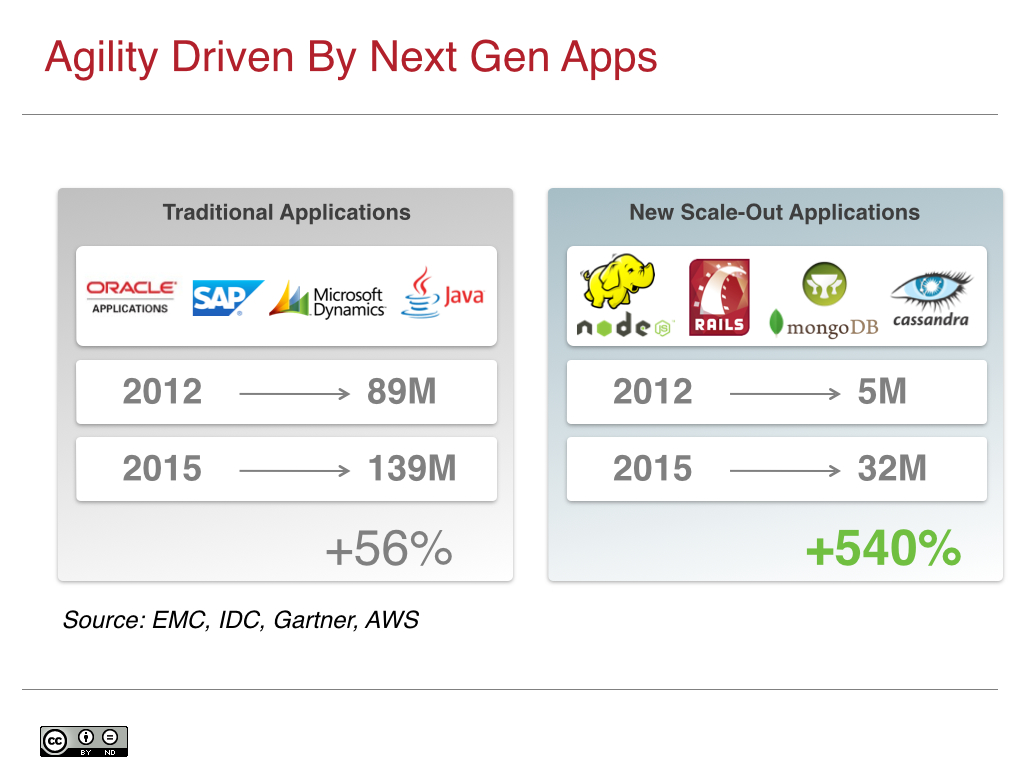 Agility Driven By Next Gen Apps
Traditional Applications
ORACLE®
APPLICATIONS
SAP®
Microsoft
Dynamics
Java
2012 89M
2015 139M
+56%
New Scale-Out Applications
node JS
RAILS
mongoDB
cassandra
2012 5M
2015 32M
+540%
Source: EMC, IDC, Gartner, AWS
cc
BY ND